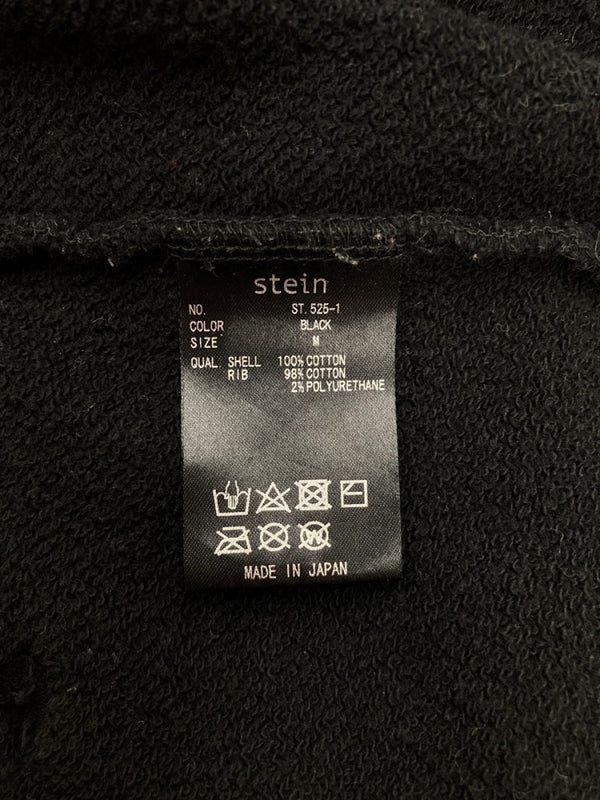 stein
NO. ST.525-1
COLOR BLACK
SIZE M
QUAL. SHELL 100%COTTON
RIB 98%COTTON
2%POLYURETHANE
W
MADE IN JAPAN